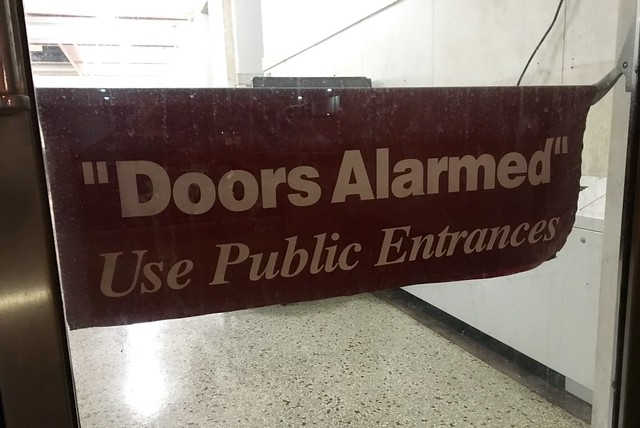 "Doors Alarmed"
Use Public Entrances